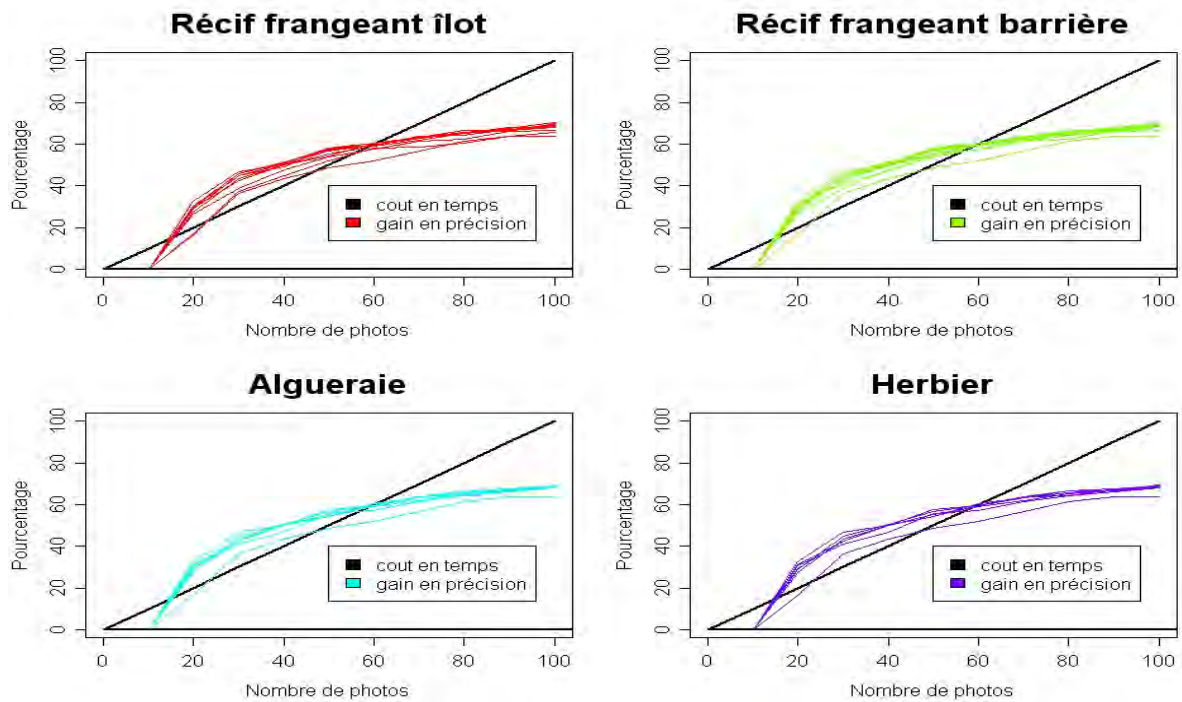 Récif frangeant îlot
Pourcentage
0 20 40 60 80 100
cout en temps
gain en précision
0 20 40 60 80 100
Nombre de photos
Récif frangeant barrière
Pourcentage
0 20 40 60 80 100
cout en temps
gain en précision
0 20 40 60 80 100
Nombre de photos
Algueraie
Pourcentage
0 20 40 60 80 100
cout en temps
gain en précision
0 20 40 60 80 100
Nombre de photos
Herbier
Pourcentage
0 20 40 60 80 100
cout en temps
gain en précision
0 20 40 60 80 100
Nombre de photos